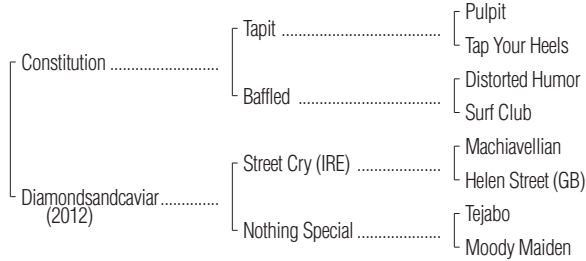 Pulpit
Tapit ................................................
Tap Your Heels
Constitution ............................
Distorted Humor
Baffled .....................................
Surf Club
Machiavellian
Street Cry (IRE) .....................
Helen Street (GB)
Diamondsandcaviar...............
(2012)
Tejabo
Nothing Special .....................
Moody Maiden